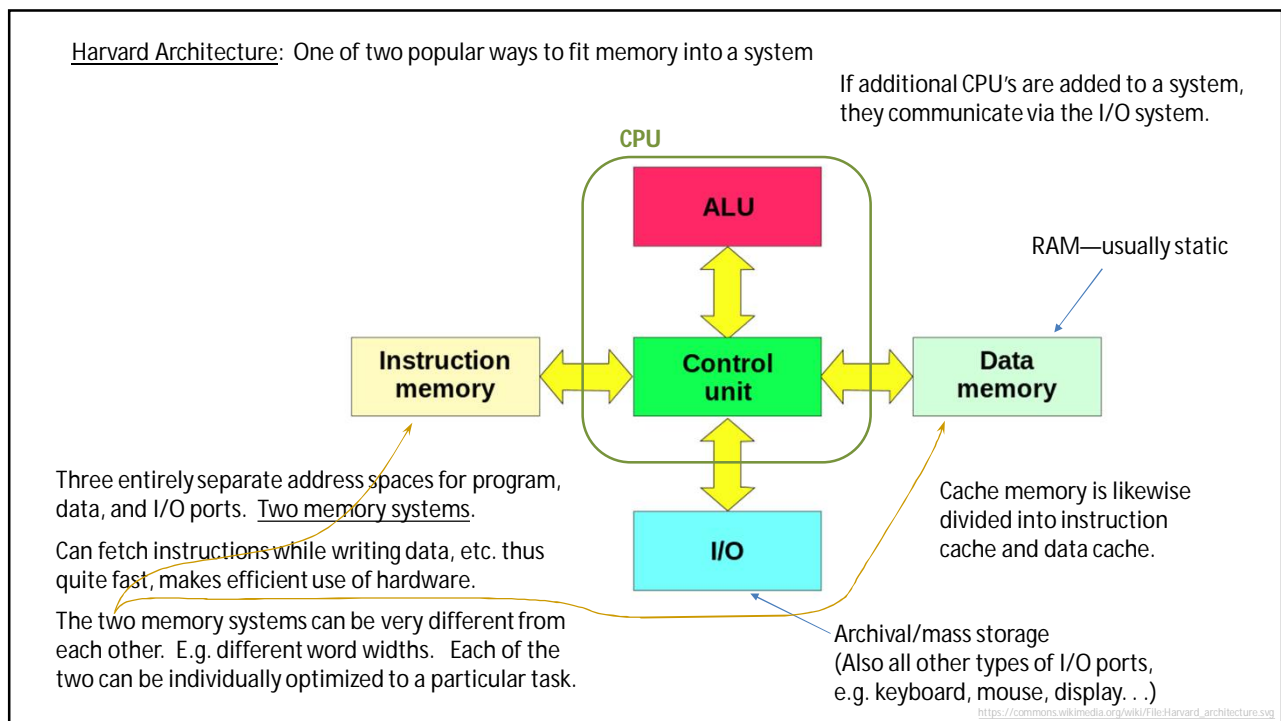 Harvard Architecture: One of two popular ways to fit memory into a system
If additional CPU's are added to a system,
they communicate via the I/O system.
CPU
ALU
RAM—usually static
Instruction
memory
Control
unit
Data
memory
Three entirely separate address spaces for program,
data, and I/O ports. Two memory systems.
Can fetch instructions while writing data, etc. thus
quite fast, makes efficient use of hardware.
The two memory systems can be very different from
each other. E.g. different word widths. Each of the
two can be individually optimized to a particular task.
I/O
Cache memory is likewise
divided into instruction
cache and data cache.
Archival/mass storage
(Also all other types of I/O ports,
e.g. keyboard, mouse, display. . .)
https://commons.wikimedia.org/wiki/File:Harvard_architecture.svg